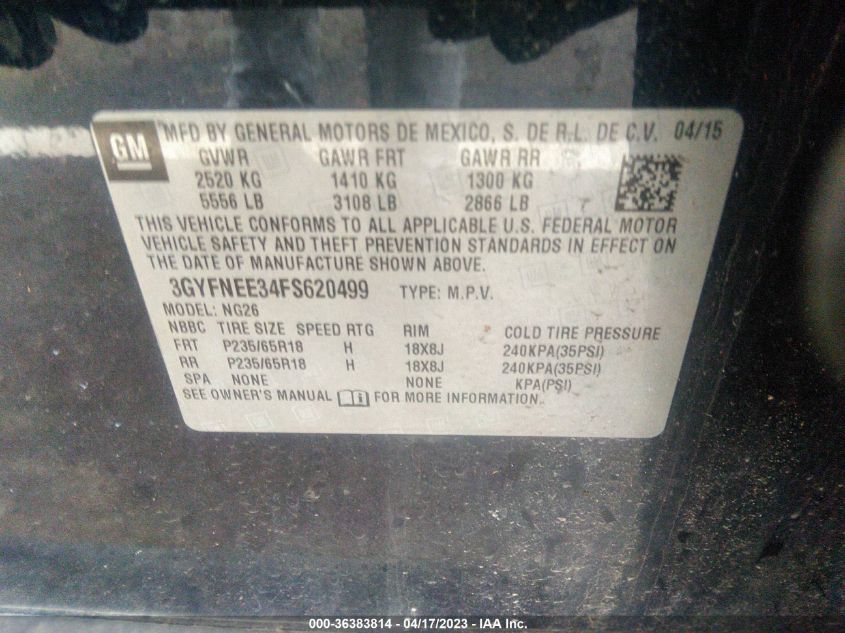 GM
MFD BY GENERAL MOTORS DE MEXICO, S. DE R.L. DE C.V. 04/15
GVWR GAWR FRT GAWR RR
2520 KG 1410 KG 1300 KG
5556 LB 3108 LB 2866 LB
THIS VEHICLE CONFORMS TO ALL APPLICABLE U.S. FEDERAL MOTOR
VEHICLE SAFETY AND THEFT PREVENTION STANDARDS IN EFFECT ON
THE DATE OF MANUFACTURE SHOWN ABOVE.
3GYFNEE34FS620499 TYPE: M.P.V.
MODEL: NG26
NBBC TIRE SIZE SPEED RTG RIM COLD TIRE PRESSURE
FRT P235/65R18 H 18X8J 240KPA(35PSI)
RR P235/65R18 H 18X8J 240KPA(35PSI)
SPA NONE NONE KPA(PSI)
SEE OWNER'S MANUAL FOR MORE INFORMATION.
000-36383814 - 04/17/2023 - IAA Inc.